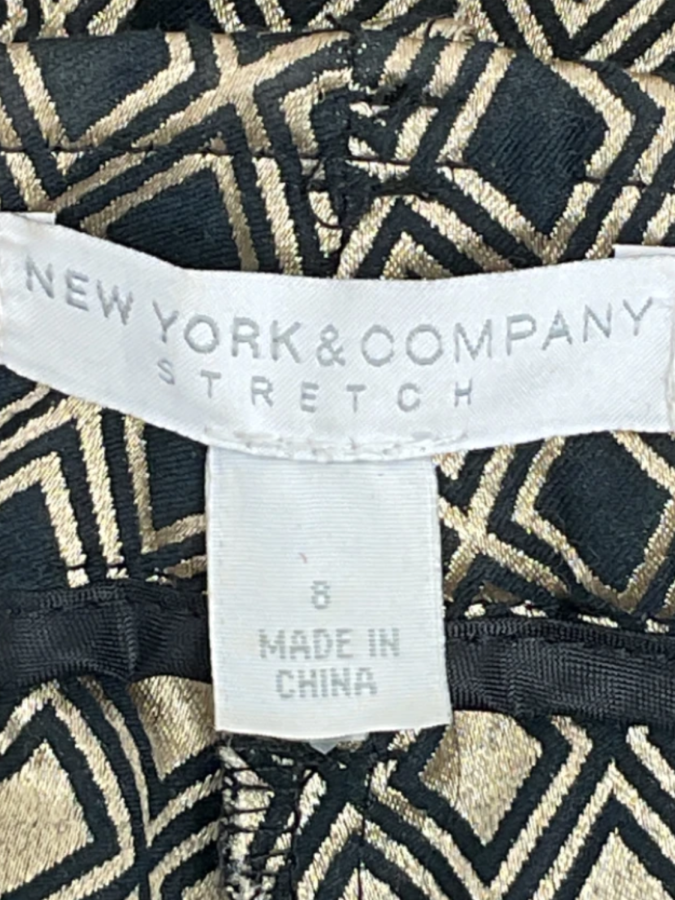 NEW YORK & COMPANY
STRETCH
8
MADE IN
CHINA